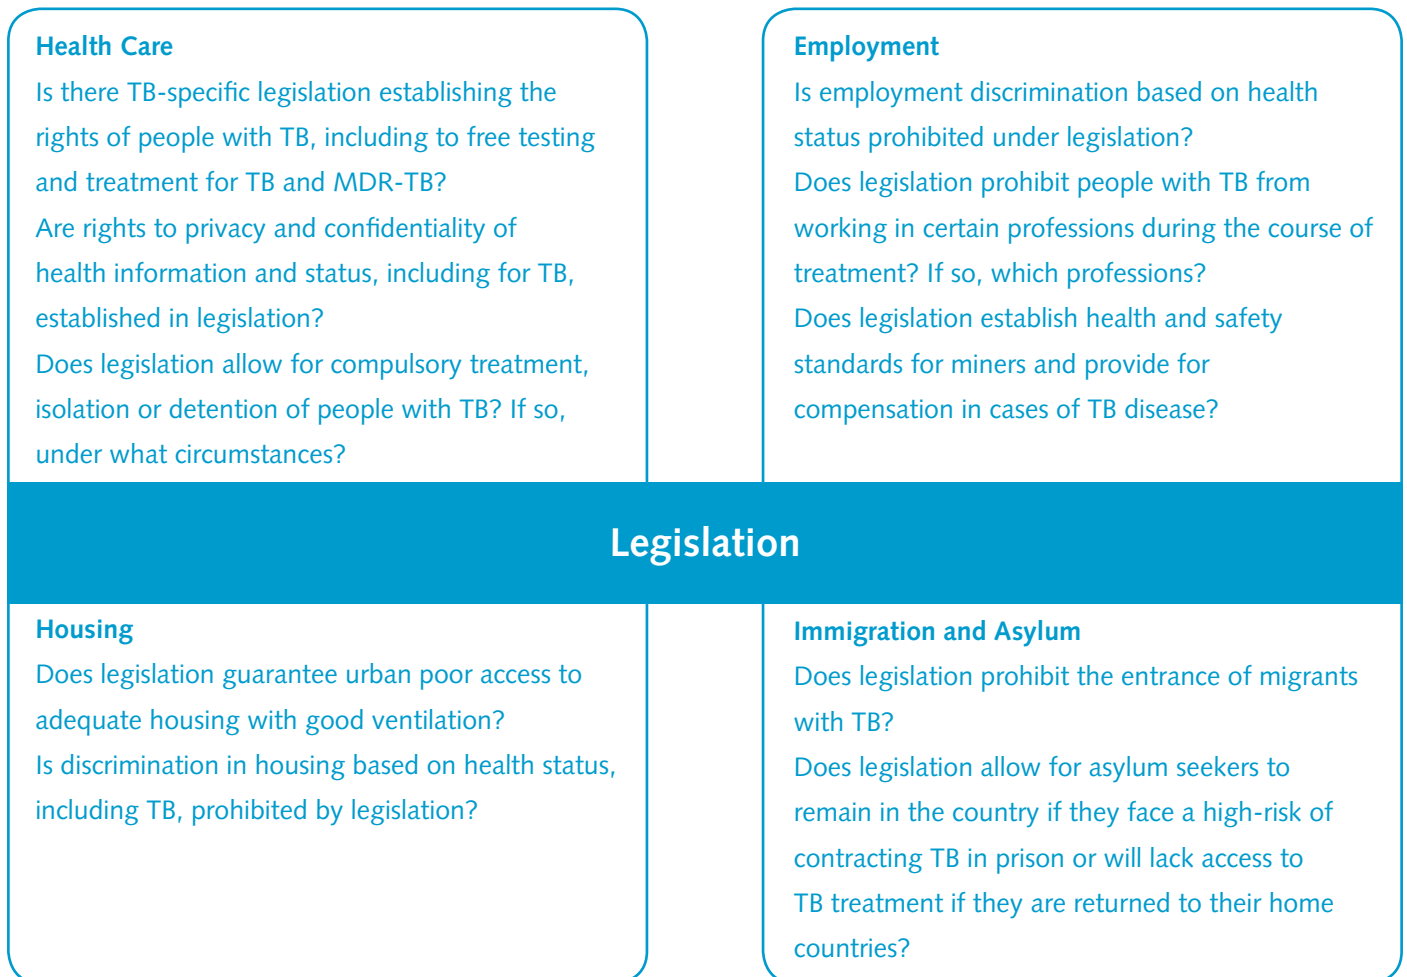 Health Care
Is there TB-specific legislation establishing the
rights of people with TB, including to free testing
and treatment for TB and MDR-TB?
Are rights to privacy and confidentiality of
health information and status, including for TB,
established in legislation?
Does legislation allow for compulsory treatment,
isolation or detention of people with TB? If so,
under what circumstances?
Employment
Is employment discrimination based on health
status prohibited under legislation?
Does legislation prohibit people with TB from
working in certain professions during the course of
treatment? If so, which professions?
Does legislation establish health and safety
standards for miners and provide for
compensation in cases of TB disease?
Legislation
Housing
Does legislation guarantee urban poor access to
adequate housing with good ventilation?
Is discrimination in housing based on health status,
including TB, prohibited by legislation?
Immigration and Asylum
Does legislation prohibit the entrance of migrants
with TB?
Does legislation allow for asylum seekers to
remain in the country if they face a high-risk of
contracting TB in prison or will lack access to
TB treatment if they are returned to their home
countries?